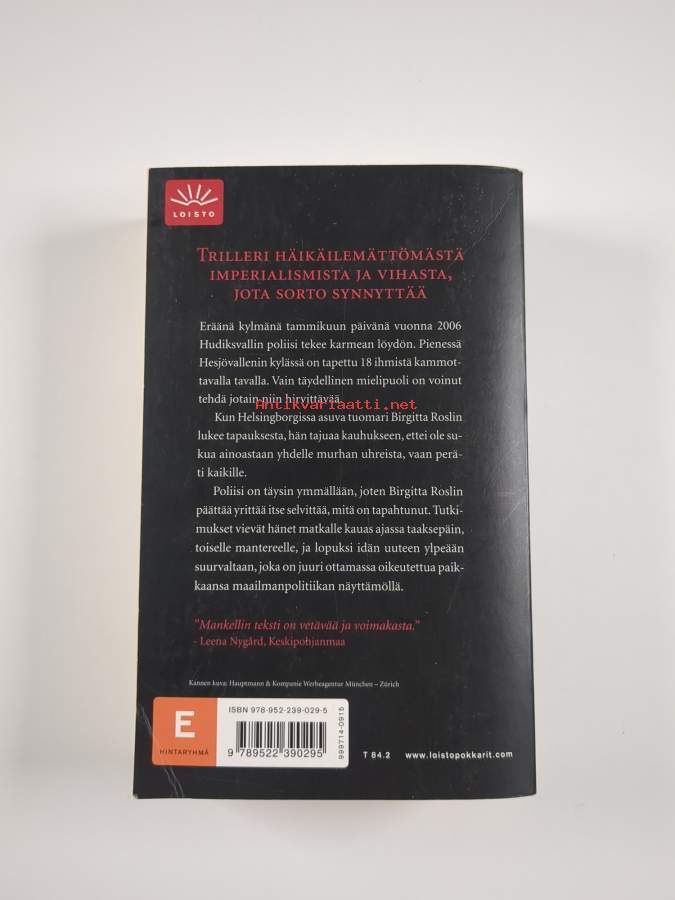 LOISTO
TRILLERI HÄIKÄILEMÄTTÖMÄSTÄ
IMPERIALISMISTA JA VIHASTA,
JOTA SORTO SYNNYTTÄÄ
Eräänä kylmänä tammikuun päivänä vuonna 2006
Hudiksvallin poliisi tekee karmean löydön. Pienessä
Hesjövallenin kylässä on tapettu 18 ihmistä kammot-
tavalla tavalla. Vain täydellinen mielipuoli on voinut
tehdä jotain niin hirvittävää.
Antikvariaatti.net
Kun Helsingborgissa asuva tuomari Birgitta Roslin
lukee tapauksesta, hän tajuaa kauhukseen, ettei ole su-
kua ainoastaan yhdelle murhan uhreista, vaan perä-
ti kaikille.
Poliisi on täysin ymmällään, joten Birgitta Roslin
päättää yrittää itse selvittää, mitä on tapahtunut. Tutki-
mukset vievät hänet matkalle kauas ajassa taaksepäin,
toiselle mantereelle, ja lopuksi idän uuteen ylpeään
suurvaltaan, joka on juuri ottamassa oikeutettua paik-
kaansa maailmanpolitiikan näyttämöllä.
"Mankellin teksti on vetävää ja voimakasta."
- Leena Nygård, Keskipohjanmaa
Kannen kuva: Hauptmann & Kompanie Werbeagentur München – Zürich
E
HINTARYHMÄ
ISBN 978-952-239-029-5
9 789522 390295
999714-0915
T 84.2
www.loistopokkarit.com